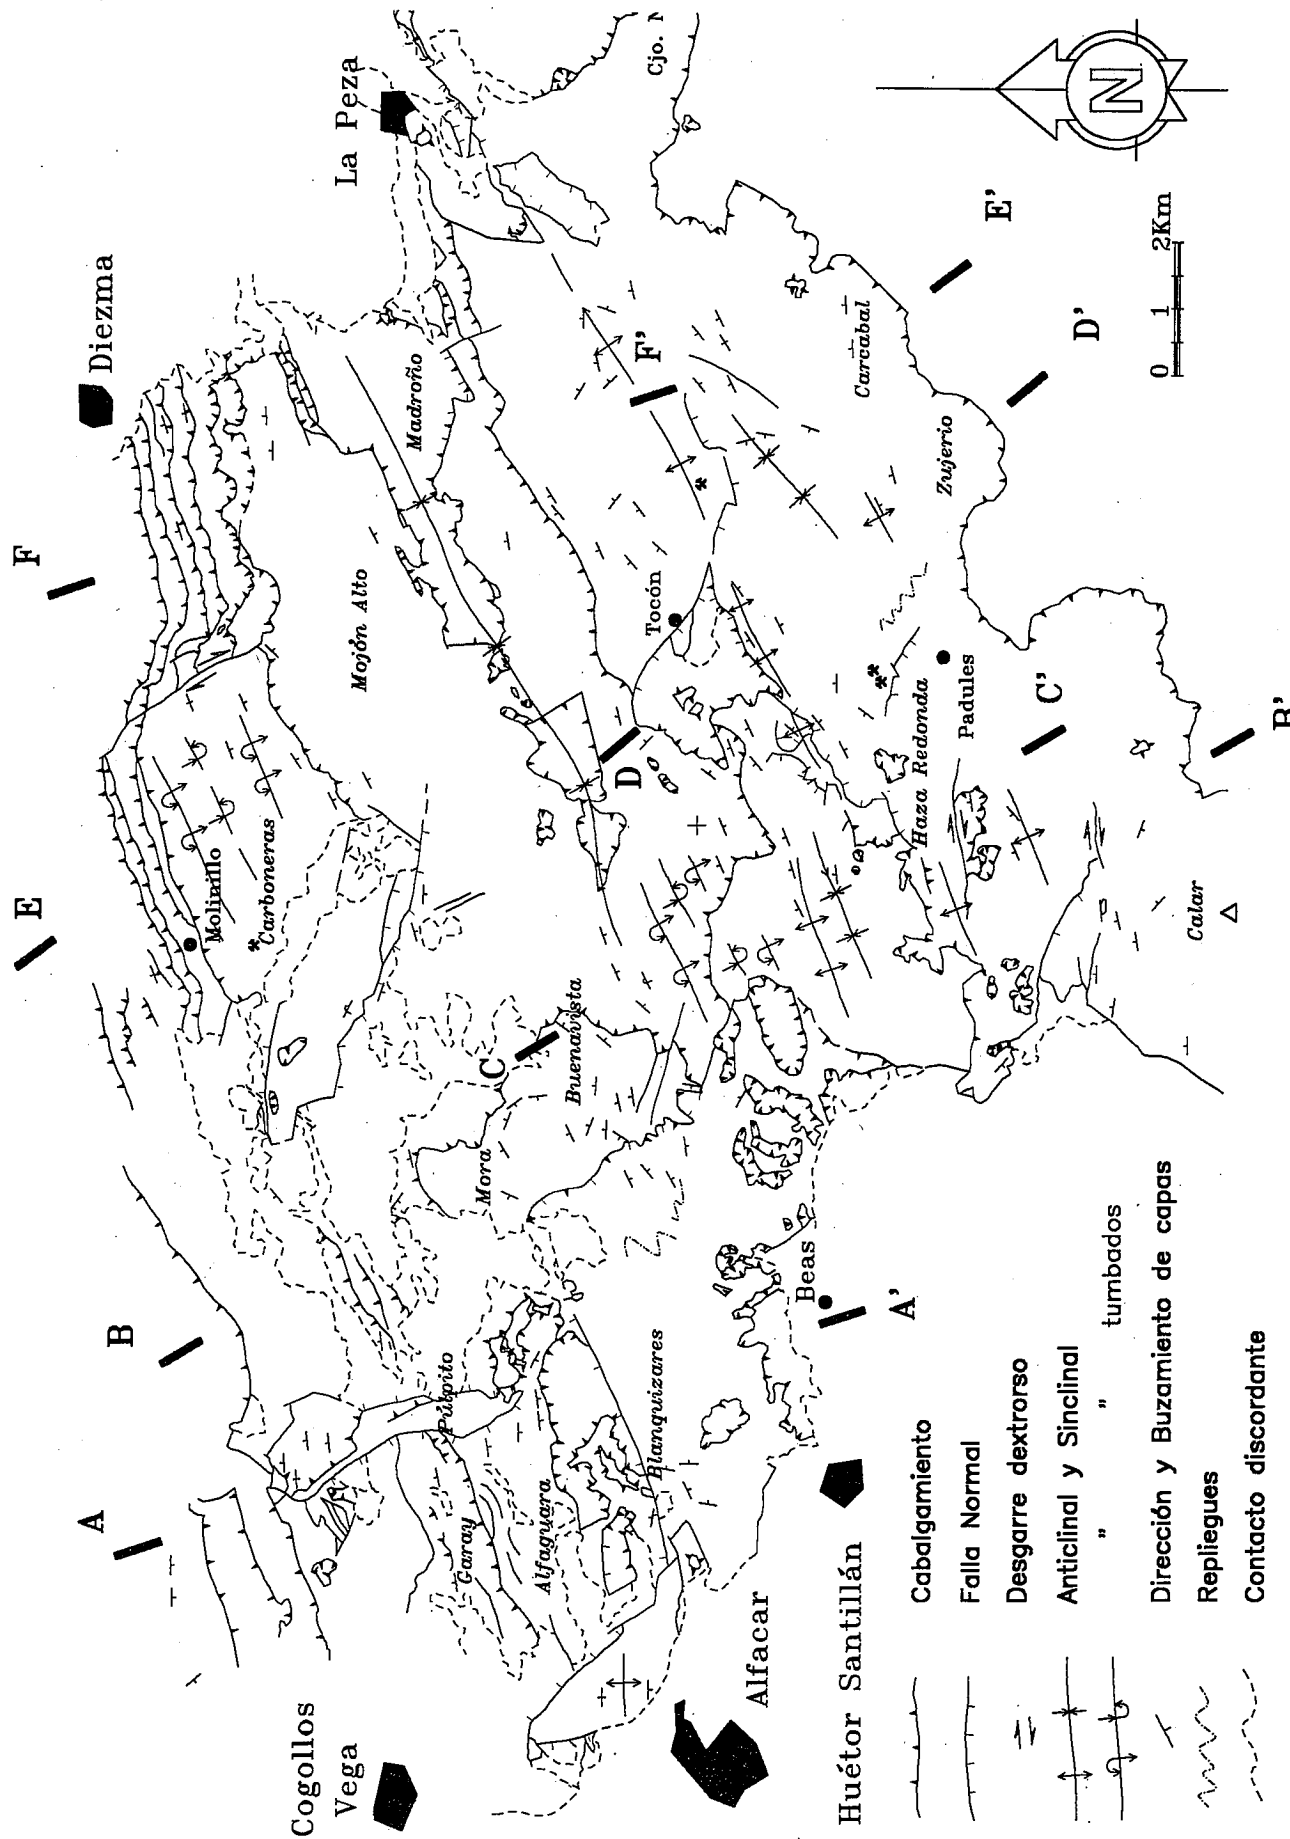 La Peza
Cjo. N
Diezma
N
E'
D'
2Km
1
0
Madroño
F'
Carcabal
Zujerio
F
Mojón Alto
Tocón
Padules
C'
B'
Haza Redonda
D
Molinillo
Carboneras
E
Calar
C
Buenavista
Mora
B
Púlpito
Beas
A'
Blanquizares
A
Garay
Alfaguara
Cogollos
Vega
Alfacar
Huétor Santillán
Cabalgamiento
Falla Normal
Desgarre dextrorso
Anticlinal y Sinclinal
" " tumbados
Dirección y Buzamiento de capas
Repliegues
Contacto discordante